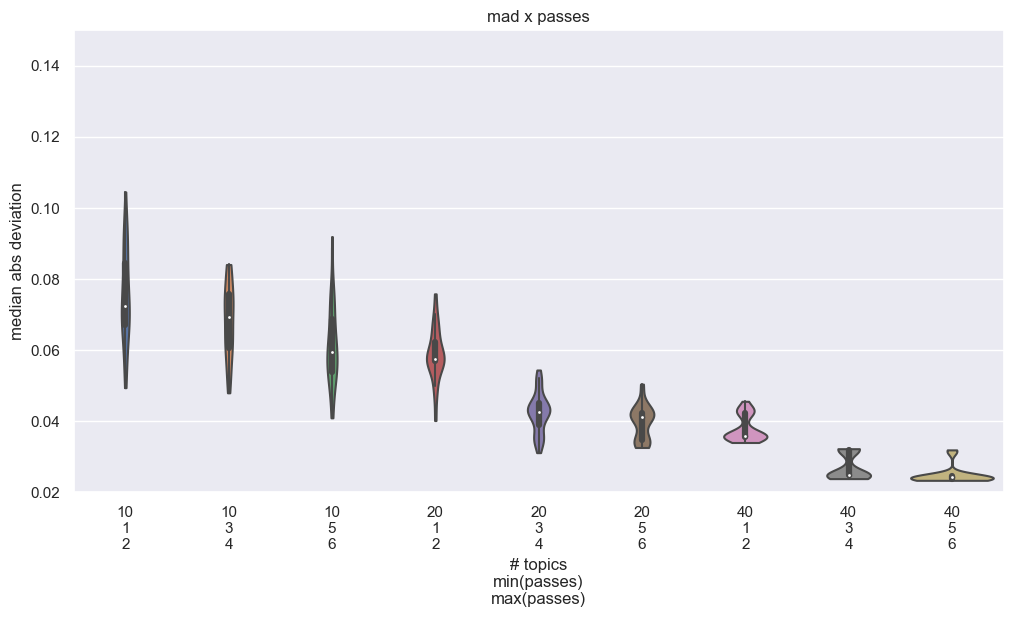 mad x passes
median abs deviation
0.14
0.12
0.10
0.08
0.06
0.04
0.02
10 10 10 20 20 20 40 40 40
1 3 5 1 3 5 1 3 5
2 4 6 2 4 6 2 4 6
# topics
min(passes)
max(passes)